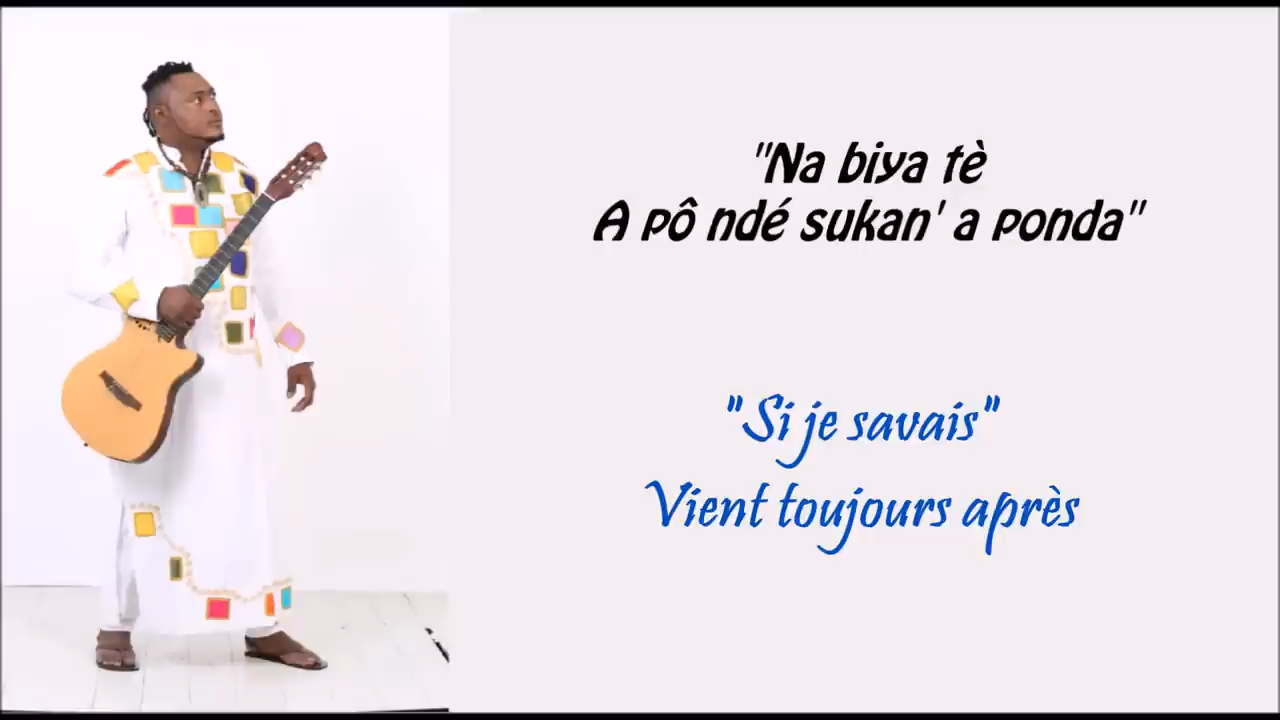 "Na biya tè
A pô ndé sukan' a ponda"
"Si je savais"
Vient toujours après